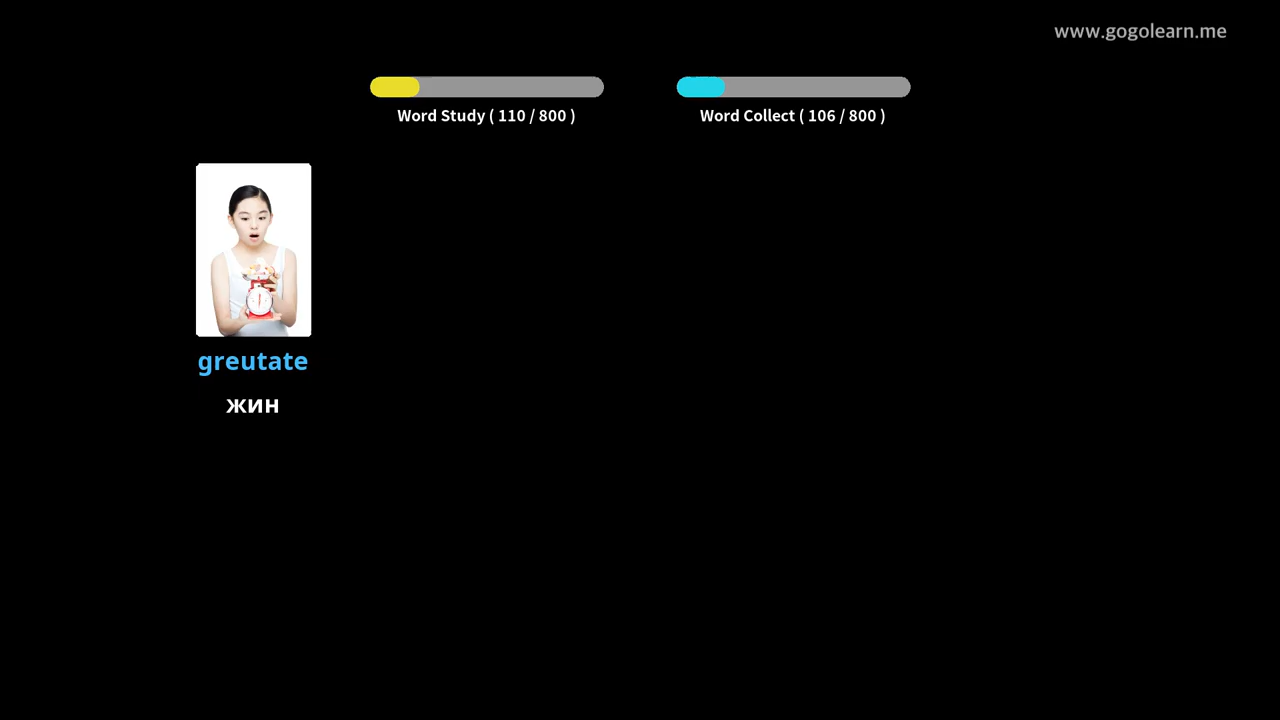 www.gogolearn.me
Word Study ( 110 / 800 )
Word Collect ( 106 / 800 )
greutate
жин